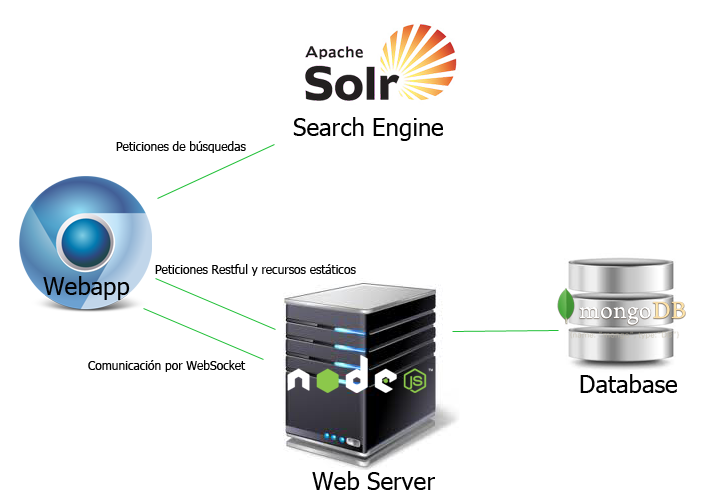 Apache
Solr
Search Engine
Peticiones de búsquedas
Webapp
Peticiones Restful y recursos estáticos
mongoDB
Comunicación por WebSocket
node
JS
™
Database
Web Server